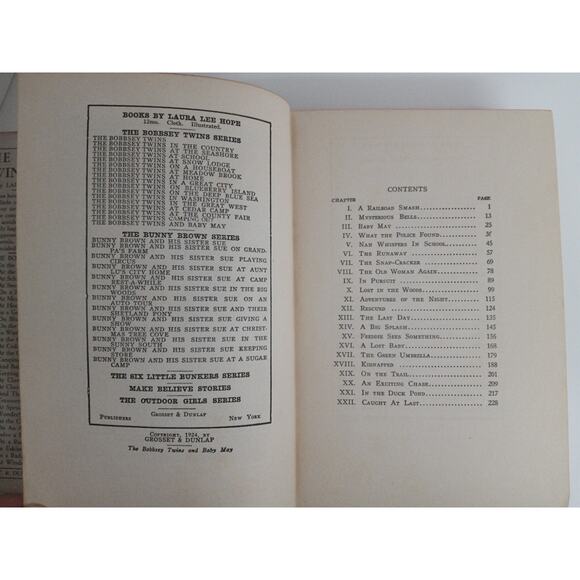 BOOKS BY LAURA LEE HOPE
12mo. Cloth. Illustrated.
THE BOBBSEY TWINS SERIES
THE BOBBSEY TWINS
THE BOBBSEY TWINS IN THE COUNTRY
THE BOBBSEY TWINS AT THE SEASHORE
THE BOBBSEY TWINS AT SCHOOL
THE BOBBSEY TWINS AT SNOW LODGE
THE BOBBSEY TWINS ON A HOUSEBOAT
THE BOBBSEY TWINS AT MEADOW BROOK
THE BOBBSEY TWINS AT HOME
THE BOBBSEY TWINS IN A GREAT CITY
THE BOBBSEY TWINS ON BLUEBERRY ISLAND
THE BOBBSEY TWINS ON THE DEEP BLUE SEA
THE BOBBSEY TWINS IN WASHINGTON
THE BOBBSEY TWINS IN THE GREAT WEST
THE BOBBSEY TWINS AT CEDAR CAMP
THE BOBBSEY TWINS AT THE COUNTY FAIR
THE BOBBSEY TWINS CAMPING OUT
THE BOBBSEY TWINS AND BABY MAY
THE BUNNY BROWN SERIES
BUNNY BROWN AND HIS SISTER SUE
BUNNY BROWN AND HIS SISTER SUE ON GRAND-
PA'S FARM
BUNNY BROWN AND HIS SISTER SUE PLAYING
CIRCUS
BUNNY BROWN AND HIS SISTER SUE AT AUNT
LU'S CITY HOME
BUNNY BROWN AND HIS SISTER SUE AT CAMP
REST-A-WHILE
BUNNY BROWN AND HIS SISTER SUE IN THE BIG
WOODS
BUNNY BROWN AND HIS SISTER SUE ON AN
AUTO TOUR
BUNNY BROWN AND HIS SISTER SUE AND THEIR
SHETLAND PONY
BUNNY BROWN AND HIS SISTER SUE GIVING A
SHOW
BUNNY BROWN AND HIS SISTER SUE AT CHRIST-
MAS TREE COVE
BUNNY BROWN AND HIS SISTER SUE IN THE
SUNNY SOUTH
BUNNY BROWN AND HIS SISTER SUE KEEPING
STORE
BUNNY BROWN AND HIS SISTER SUE AT A SUGAR
CAMP
THE SIX LITTLE BUNKERS SERIES
MAKE BELIEVE STORIES
THE OUTDOOR GIRLS SERIES
GROSSET & DUNLAP
PUBLISHERS NEW YORK
COPYRIGHT, 1924, BY
GROSSET & DUNLAP
The Bobbsey Twins and Baby May
CONTENTS
CHAPTER PAGE
I. A RAILROAD SMASH 1
II. MYSTERIOUS BELLS 13
III. BABY MAY 25
IV. WHAT THE POLICE FOUND 37
V. NAN WHISPERS IN SCHOOL 45
VI. THE RUNAWAY 57
VII. THE SNAP-CRACKER 69
VIII. THE OLD WOMAN AGAIN 78
IX. IN PURSUIT 89
X. LOST IN THE WOODS 100
XI. ADVENTURES OF THE NIGHT 115
XII. RESCUED 124
XIII. THE LAST DAY 135
XIV. A BIG SPLASH 145
XV. FREDDIE SEES SOMETHING 156
XVI. A LOST BABY 168
XVII. THE GREEN UMBRELLA 179
XVIII. KIDNAPPED 188
XIX. ON THE TRAIL 199
XX. AN EXCITING CHASE 209
XXI. IN THE DUCK POND 217
XXII. CAUGHT AT LAST 228